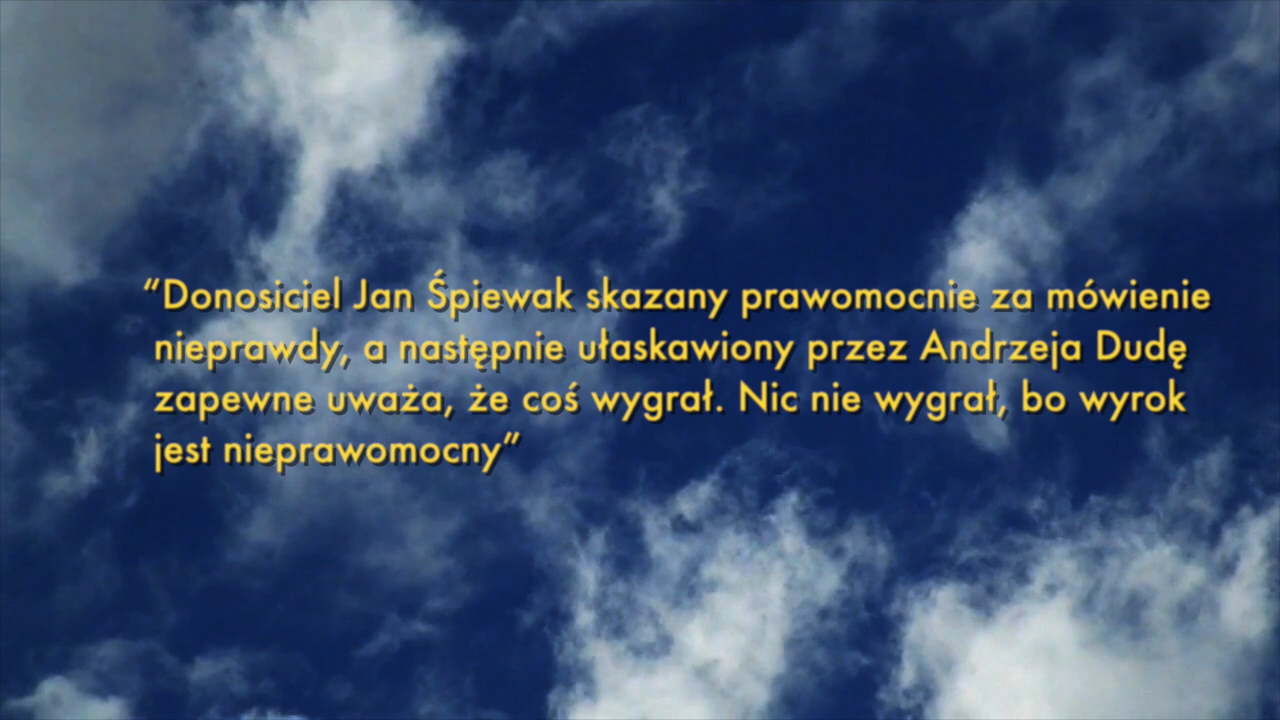 “Donosiciel Jan Śpiewak skazany prawomocnie za mówienie
nieprawdy, a następnie ułaskawiony przez Andrzeja Dudę
zapewne uważa, że coś wygrał. Nic nie wygrał, bo wyrok
jest nieprawomocny”